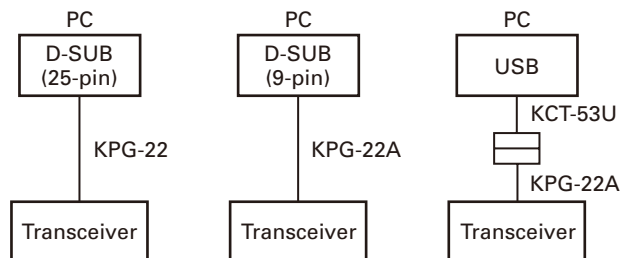 PC
D-SUB
(25-pin)
KPG-22
Transceiver
PC
D-SUB
(9-pin)
KPG-22A
Transceiver
PC
USB
KCT-53U
KPG-22A
Transceiver